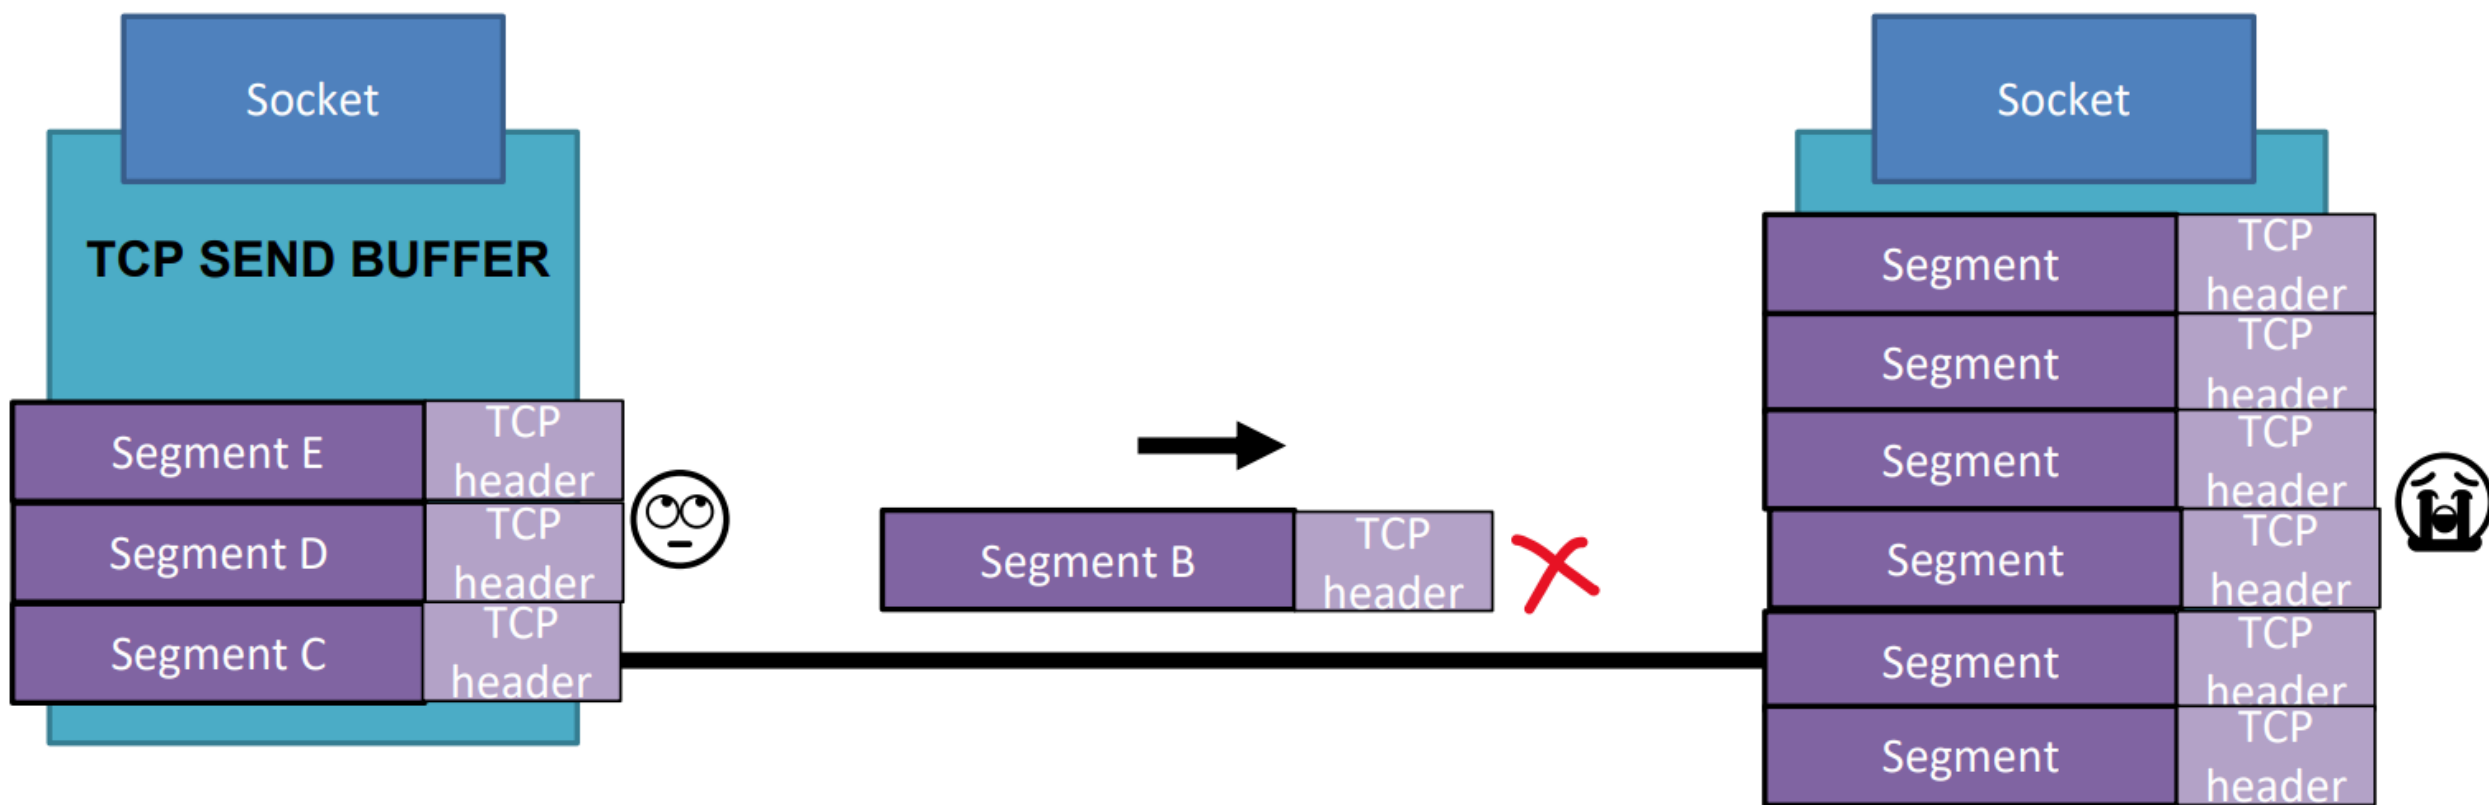 Socket
TCP SEND BUFFER
Segment E
TCP
header
Segment D
TCP
header
Segment C
TCP
header
Segment B
TCP
header
Socket
Segment
TCP
header
Segment
TCP
header
Segment
TCP
header
Segment
TCP
header
Segment
TCP
header
Segment
TCP
header